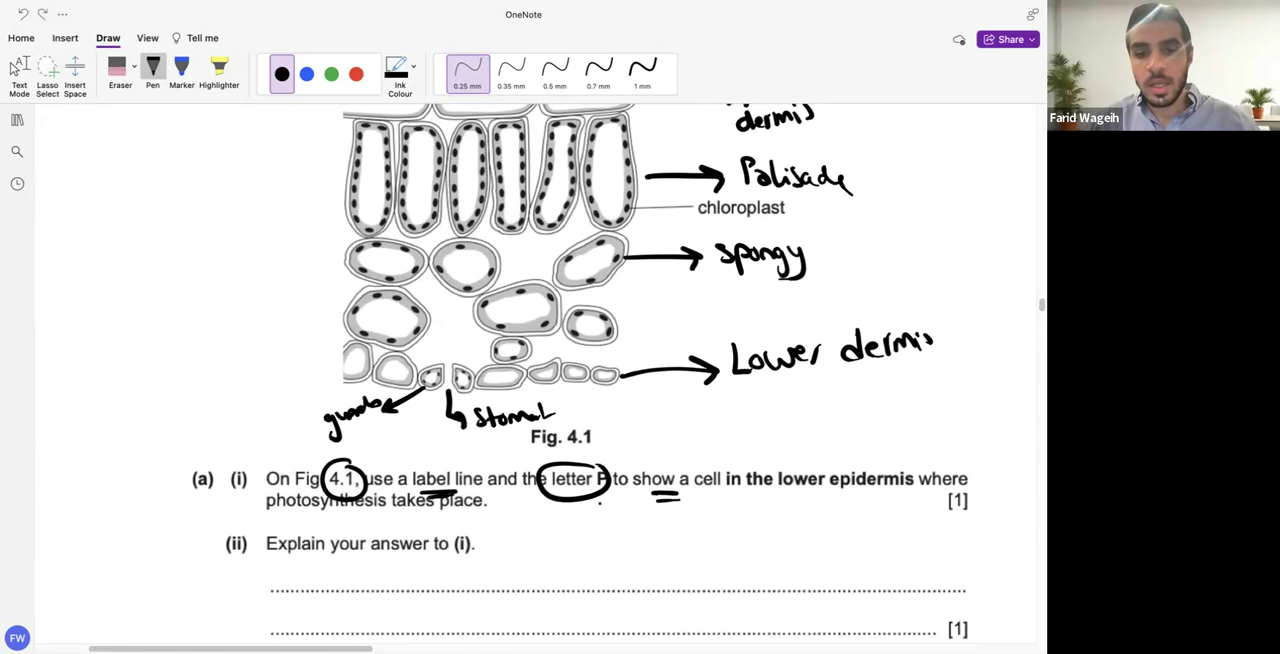 OneNote
Home Insert Draw View Tell me
Share
Text Mode
Lasso Select
Insert Space
Eraser
Pen
Marker
Highlighter
Ink Colour
0.25 mm
0.35 mm
0.5 mm
0.7 mm
1 mm
Farid Wageih
dermis
Palisade
chloroplast
spongy
Lower dermis
guards
stomal
Fig. 4.1
(a) (i) On Fig 4.1, use a label line and the letter P to show a cell in the lower epidermis where
photosynthesis takes place. [1]
(ii) Explain your answer to (i).
[1]
FW